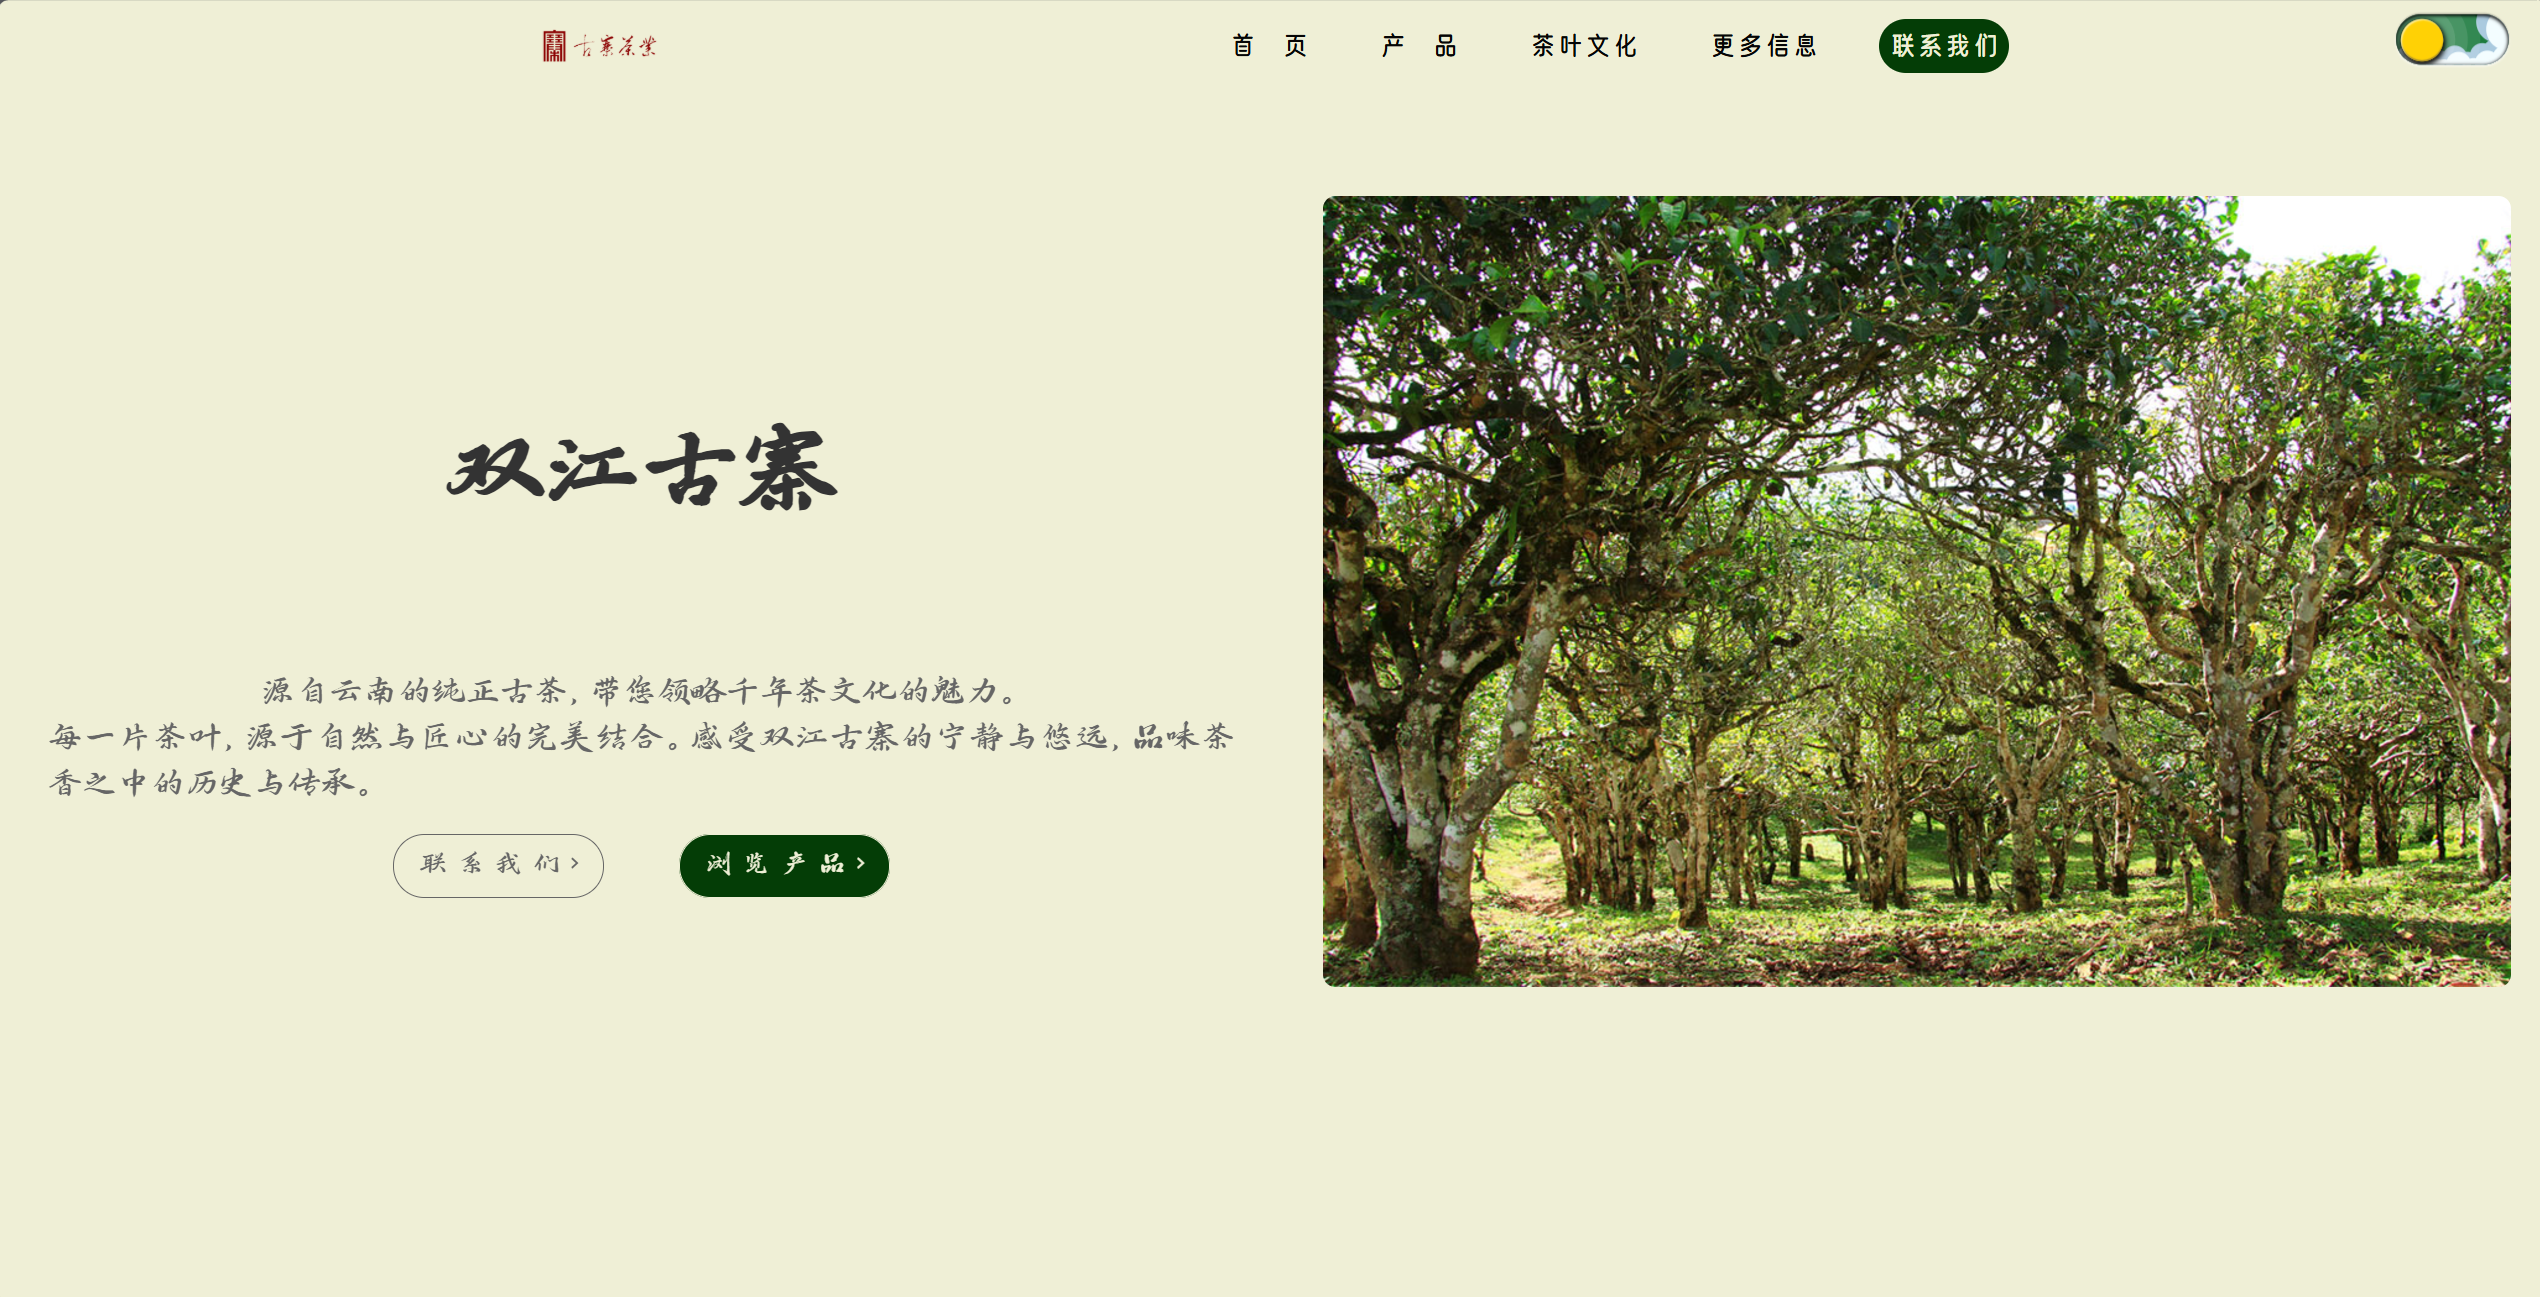 古寨茶业
首 页 产 品 茶叶文化 更多信息 联系我们
双江古寨
源自云南的纯正古茶, 带您领略千年茶文化的魅力。
每一片茶叶, 源于自然与匠心的完美结合。感受双江古寨的宁静与悠远, 品味茶
香之中的历史与传承。
联系我们> 浏览产品>